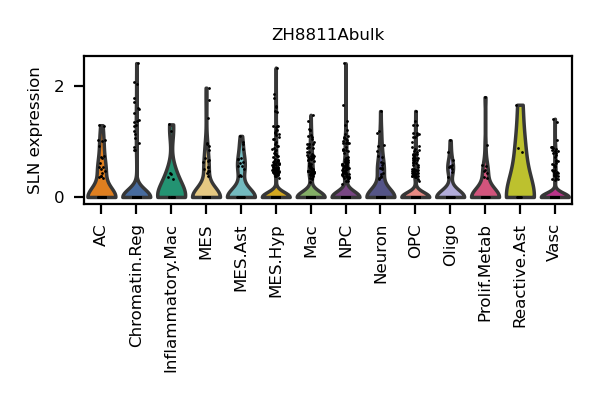 ZH8811Abulk
SLN expression
2
0
AC
Chromatin.Reg
Inflammatory.Mac
MES
MES.Ast
MES.Hyp
Mac
NPC
Neuron
OPC
Oligo
Prolif.Metab
Reactive.Ast
Vasc